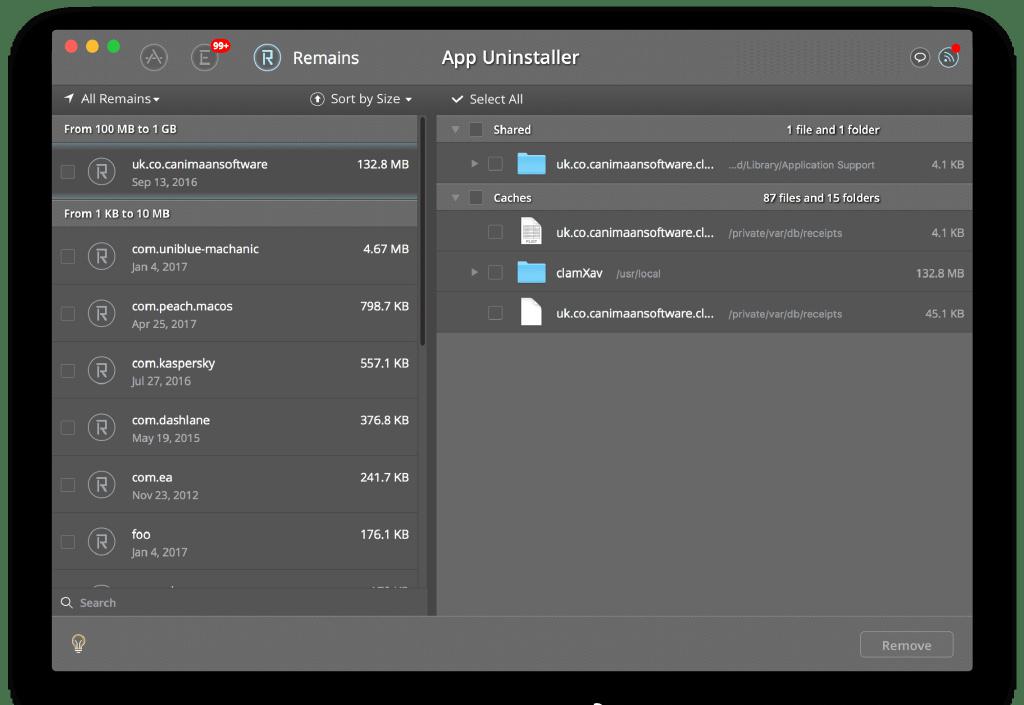 99+
E
R Remains
App Uninstaller
All Remains
Sort by Size
Select All
From 100 MB to 1 GB
R uk.co.canimaansoftware 132.8 MB
Sep 13, 2016
From 1 KB to 10 MB
R com.uniblue-machanic 4.67 MB
Jan 4, 2017
R com.peach.macos 798.7 KB
Apr 25, 2017
R com.kaspersky 557.1 KB
Jul 27, 2016
R com.dashlane 376.8 KB
May 19, 2015
R com.ea 241.7 KB
Nov 23, 2012
R foo 176.1 KB
Jan 4, 2017
Search
Shared 1 file and 1 folder
uk.co.canimaansoftware.cl... ...d/Library/Application Support 4.1 KB
Caches 87 files and 15 folders
uk.co.canimaansoftware.cl... /private/var/db/receipts 4.1 KB
PLIST
clamXav /usr/local 132.8 MB
uk.co.canimaansoftware.cl... /private/var/db/receipts 45.1 KB
Remove